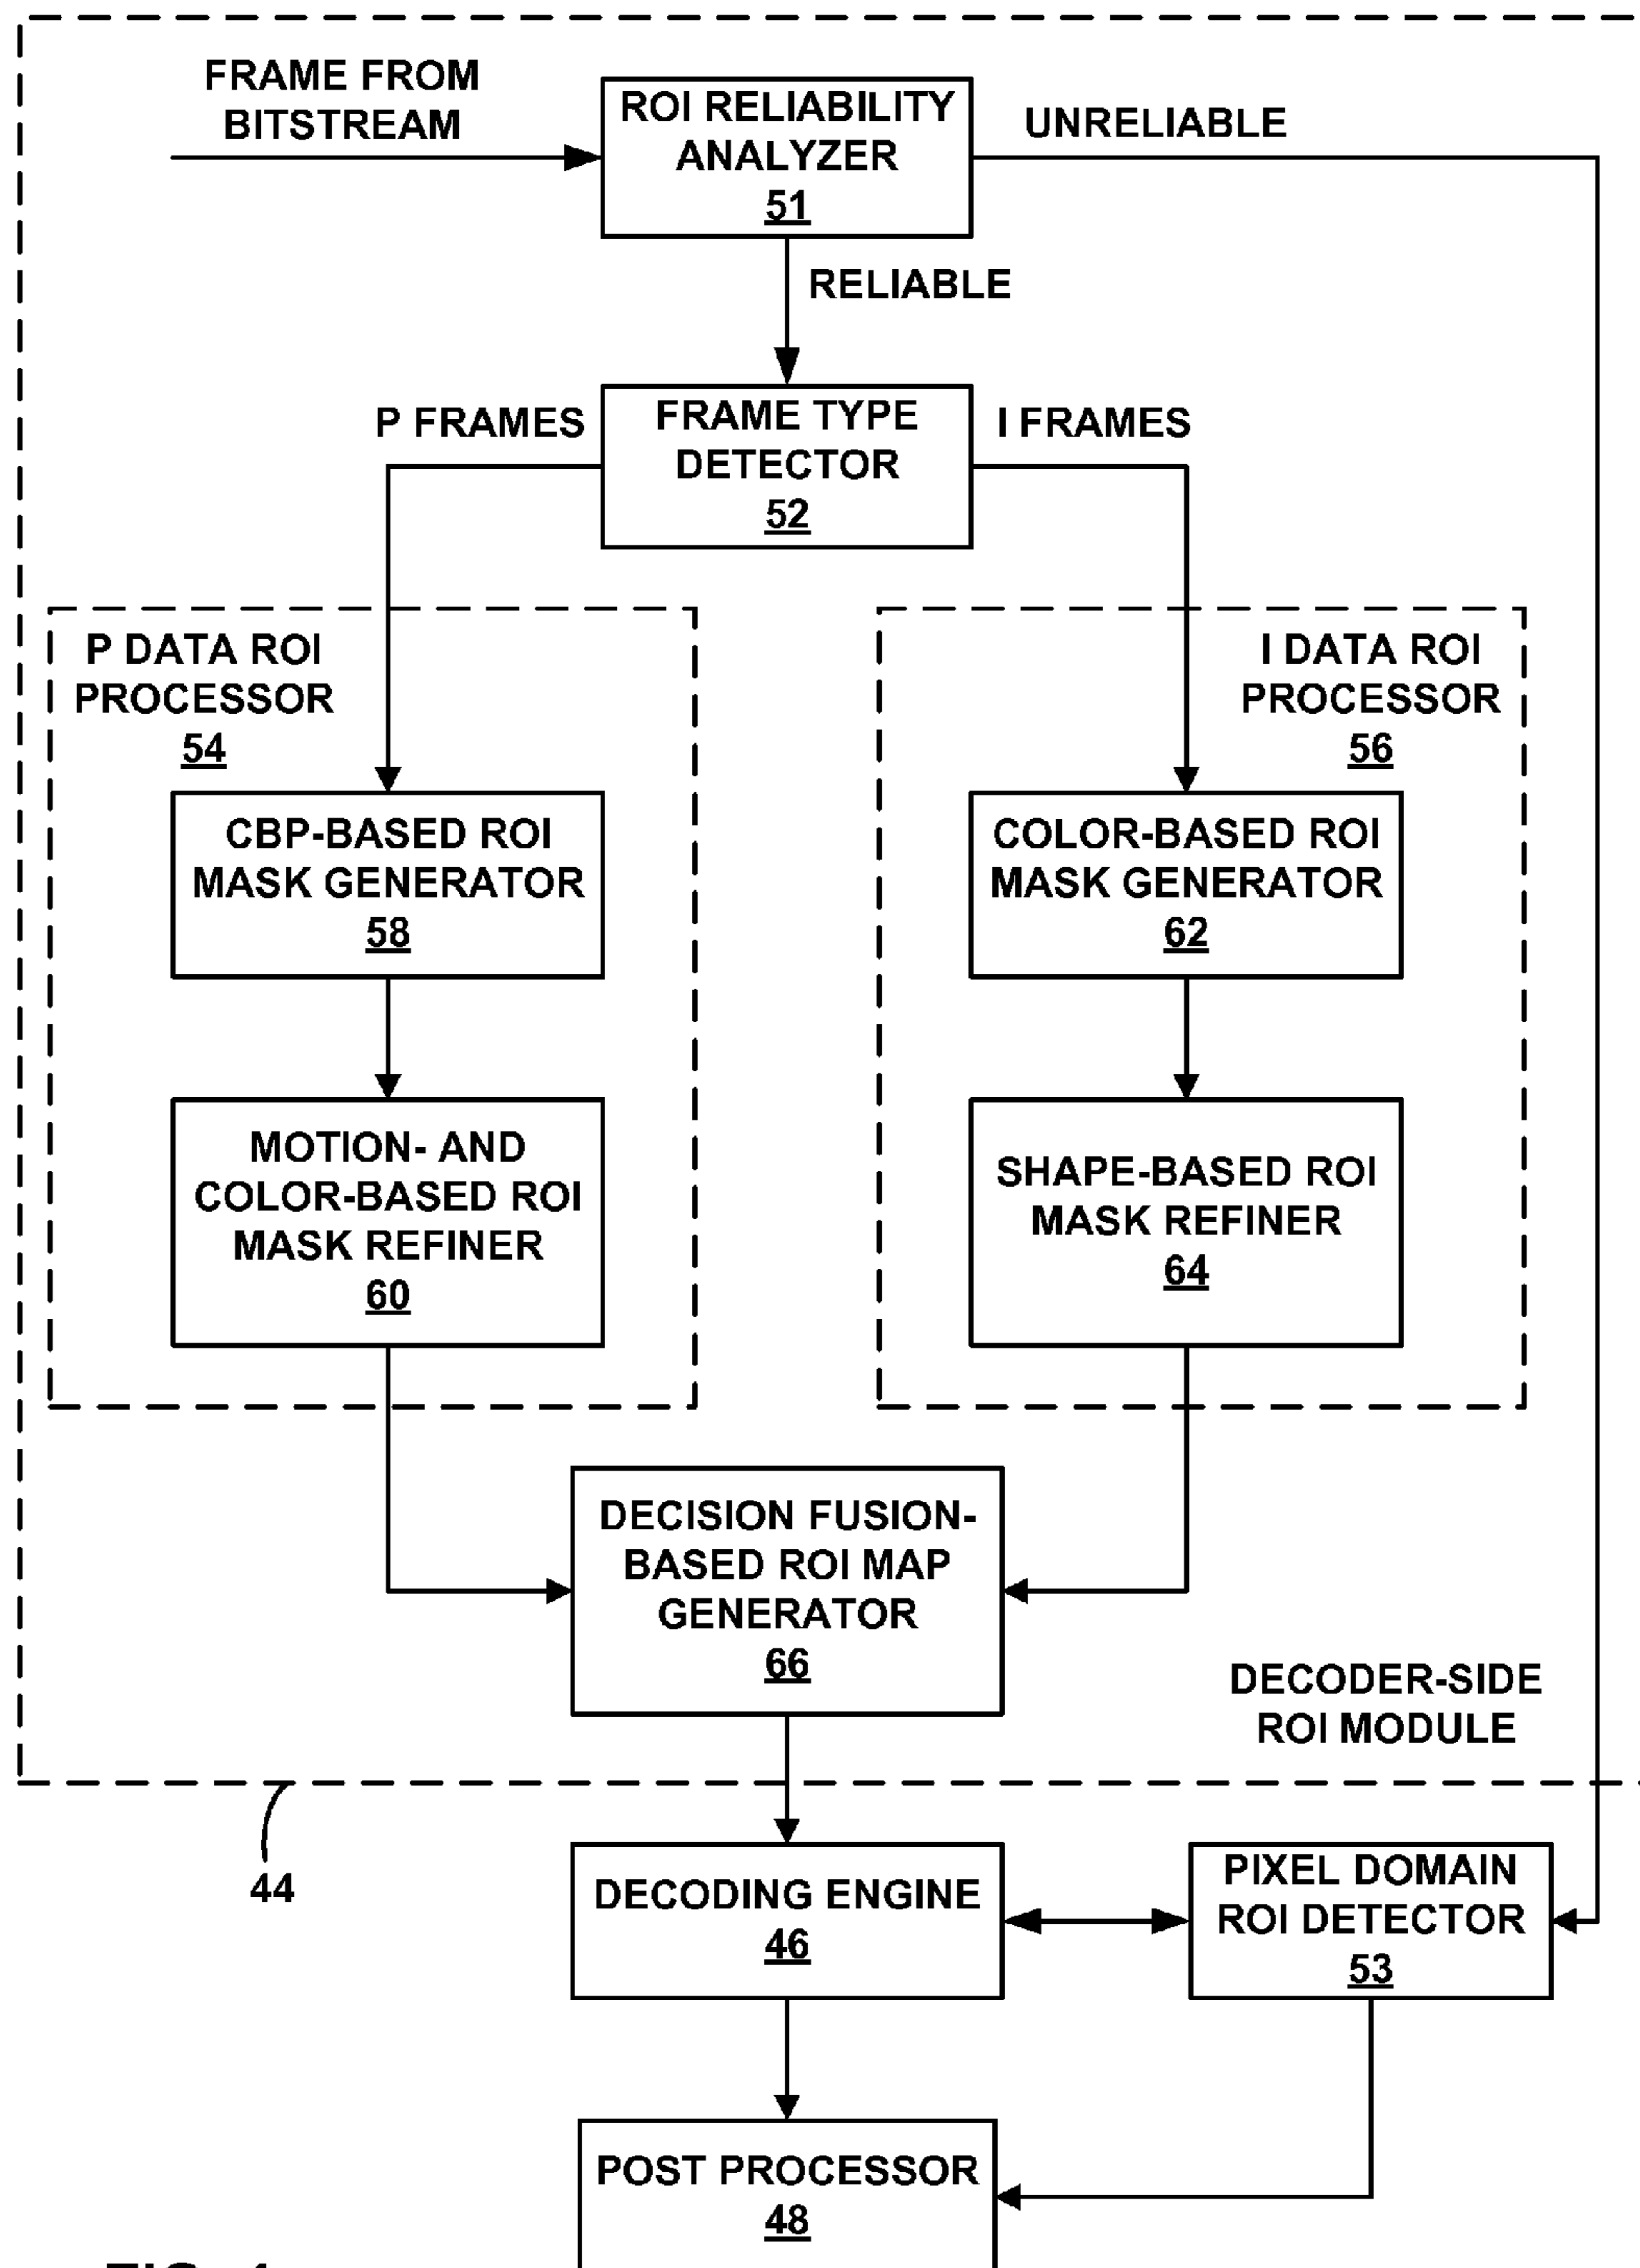 FRAME FROM
BITSTREAM
ROI RELIABILITY
ANALYZER
51
UNRELIABLE
RELIABLE
P FRAMES
FRAME TYPE
DETECTOR
52
I FRAMES
P DATA ROI
PROCESSOR
54
I DATA ROI
PROCESSOR
56
CBP-BASED ROI
MASK GENERATOR
58
COLOR-BASED ROI
MASK GENERATOR
62
MOTION- AND
COLOR-BASED ROI
MASK REFINER
60
SHAPE-BASED ROI
MASK REFINER
64
DECISION FUSION-
BASED ROI MAP
GENERATOR
66
DECODER-SIDE
ROI MODULE
44
DECODING ENGINE
46
PIXEL DOMAIN
ROI DETECTOR
53
POST PROCESSOR
48